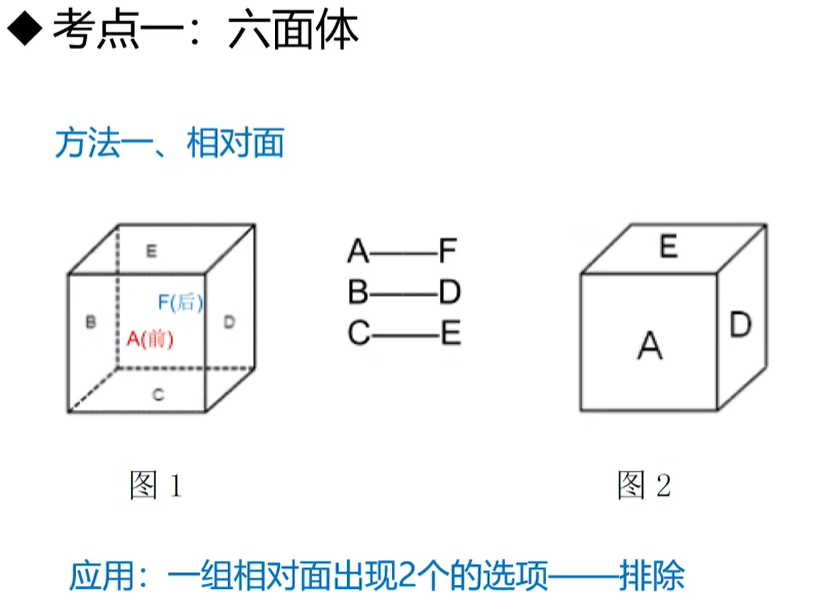 ◆ 考点一：六面体
方法一、相对面
E
F(后)
B
A(前)
D
C
A——F
B——D
C——E
E
A
D
图 1
图 2
应用：一组相对面出现2个的选项——排除